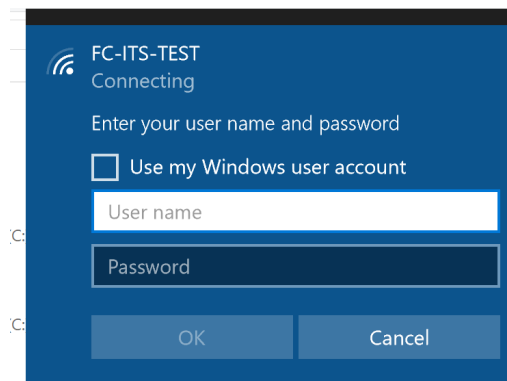 FC-ITS-TEST
Connecting
Enter your user name and password
Use my Windows user account
User name
C:
Password
C:
OK Cancel